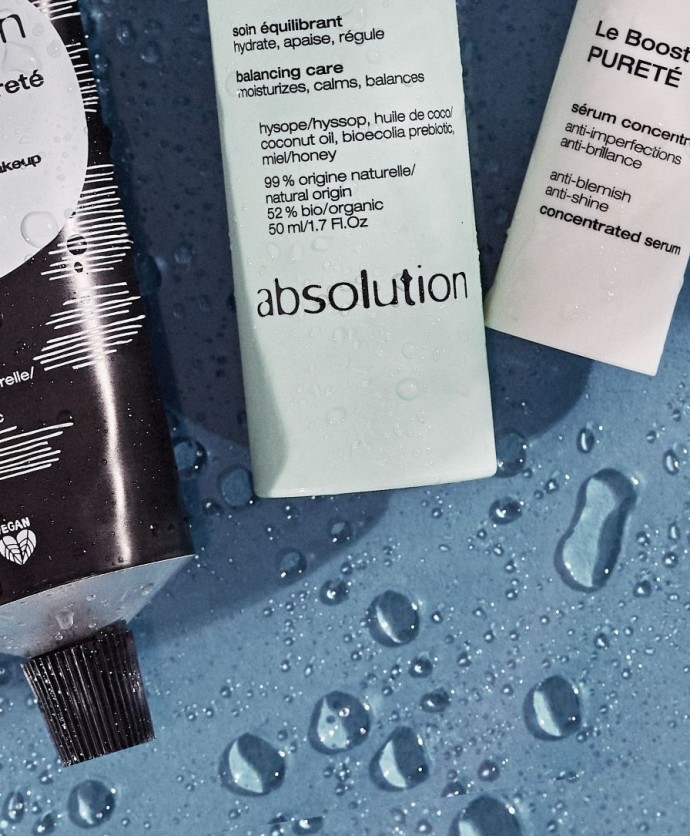 n
reté
akeup
relle/
c
EGAN
soin équilibrant
hydrate, apaise, régule
balancing care
moisturizes, calms, balances
hysope/hyssop, huile de coco/
coconut oil, bioecolia prebiotic,
miel/honey
99 % origine naturelle/
natural origin
52 % bio/organic
50 ml/1.7 Fl.Oz
absolution
Le Boost
PURETÉ
sérum concentr
anti-imperfections
anti-brillance
anti-blemish
anti-shine
concentrated serum